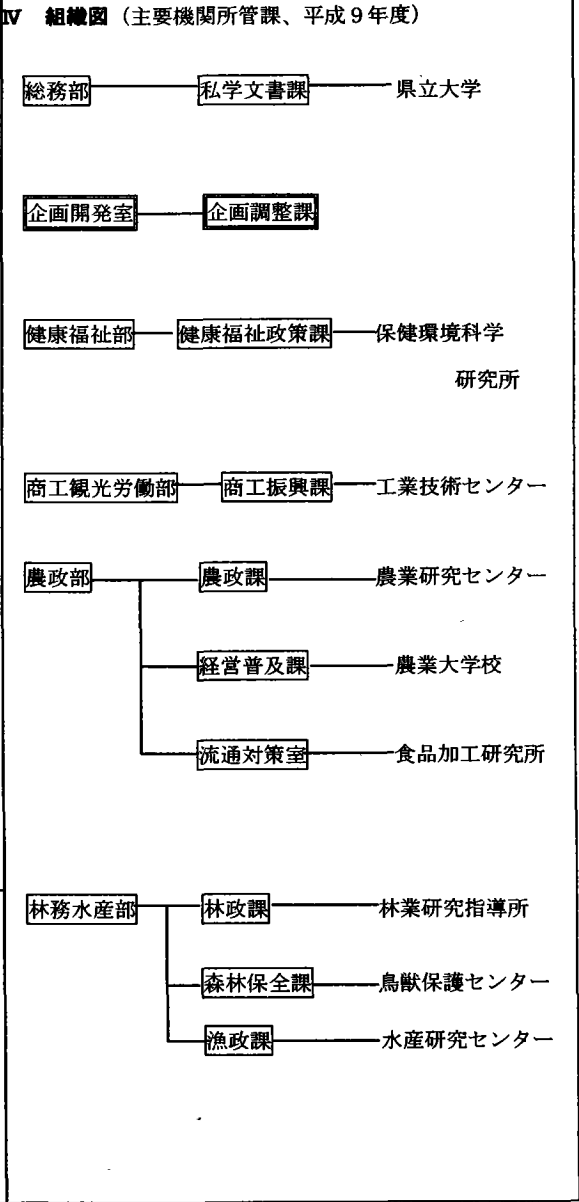 Ⅳ 組織図（主要機関所管課、平成９年度）
総務部 私学文書課 県立大学
企画開発室 企画調整課
健康福祉部 健康福祉政策課 保健環境科学
研究所
商工観光労働部 商工振興課 工業技術センター
農政部 農政課 農業研究センター
経営普及課 農業大学校
流通対策室 食品加工研究所
林務水産部 林政課 林業研究指導所
森林保全課 鳥獣保護センター
漁政課 水産研究センター